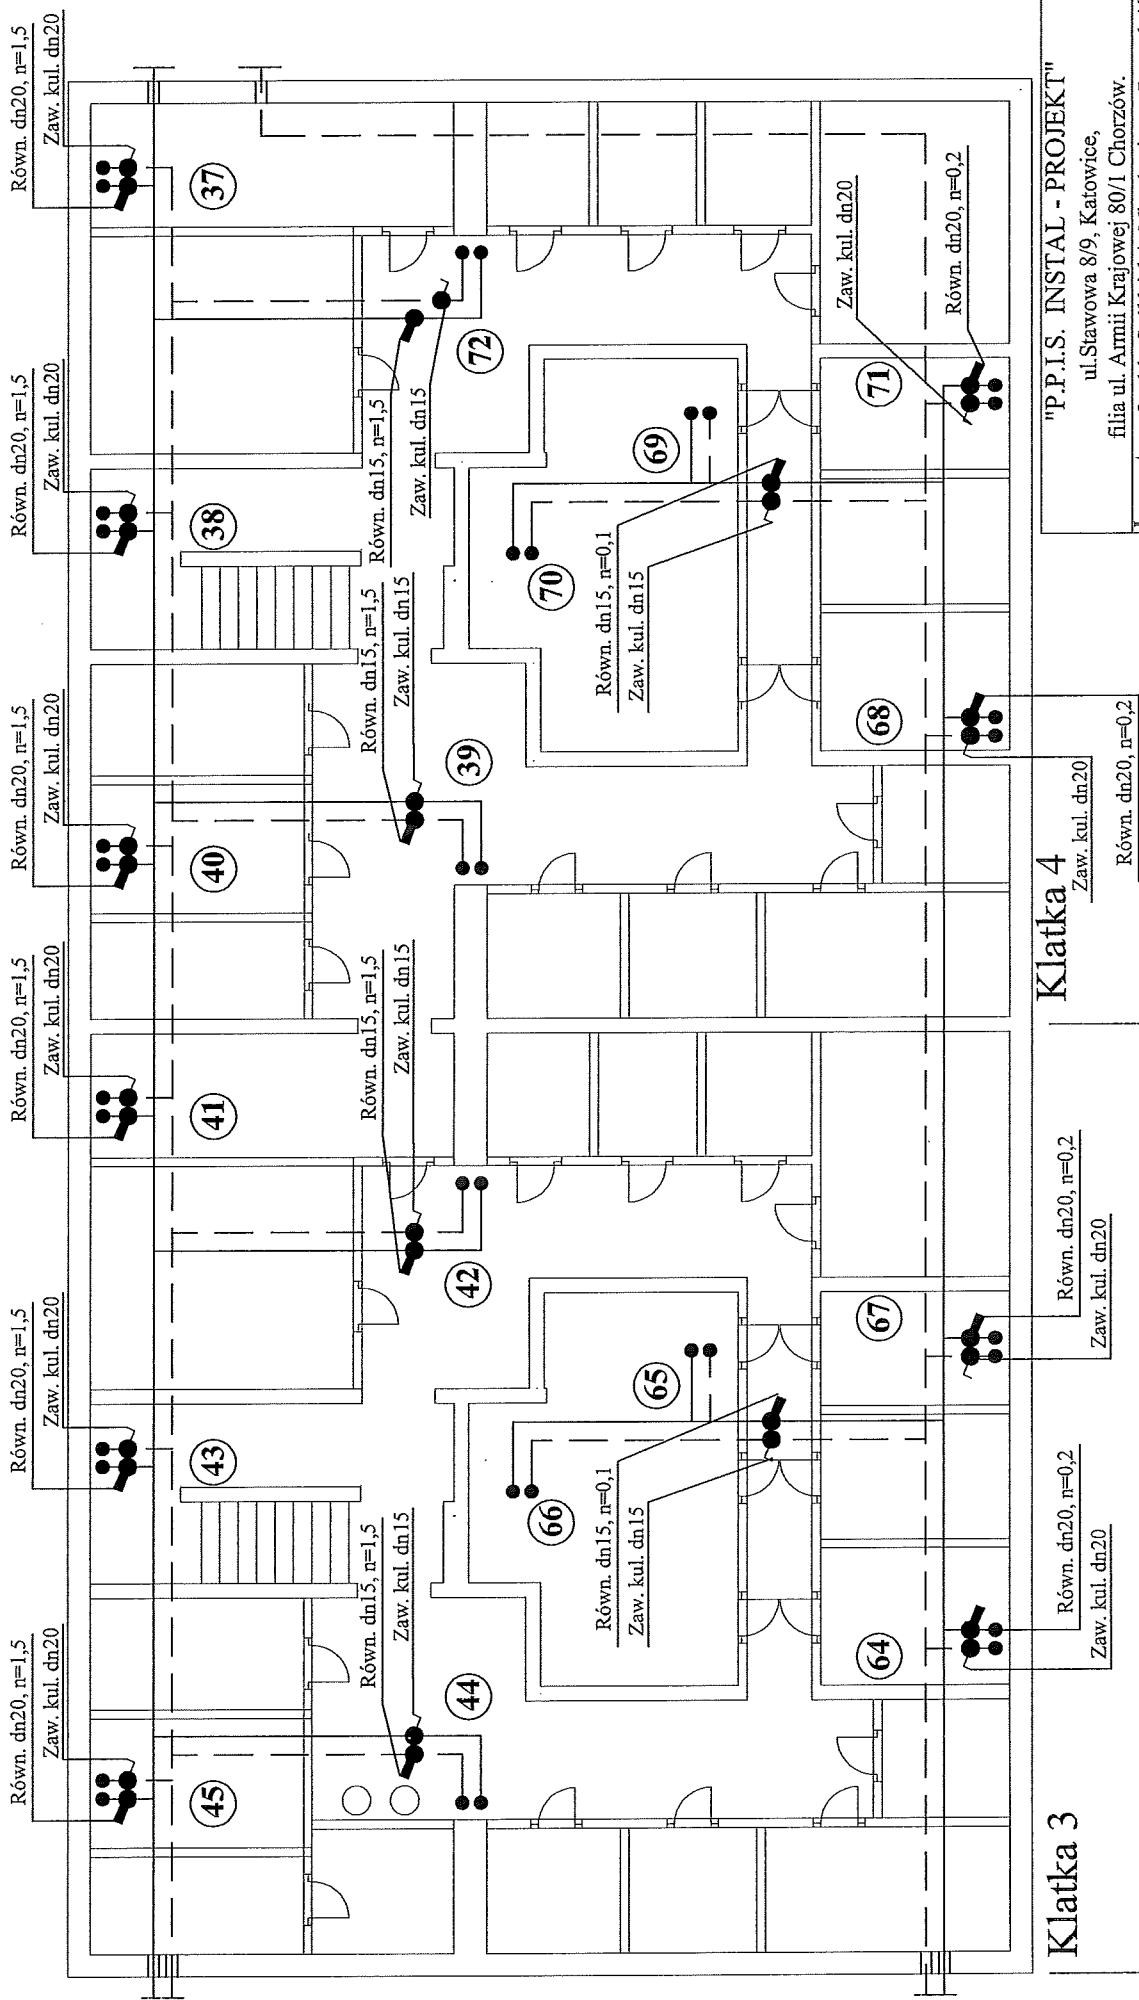 Równ. dn20, n=1,5
Zaw. kul. dn20
45
Równ. dn20, n=1,5
Zaw. kul. dn20
43
Równ. dn20, n=1,5
Zaw. kul. dn20
41
Równ. dn20, n=1,5
Zaw. kul. dn20
40
Równ. dn20, n=1,5
Zaw. kul. dn20
38
Równ. dn20, n=1,5
Zaw. kul. dn20
37
Równ. dn15, n=1,5
Zaw. kul. dn15
44
Równ. dn15, n=1,5
Zaw. kul. dn15
42
Równ. dn15, n=1,5
Zaw. kul. dn15
39
Równ. dn15, n=1,5
Zaw. kul. dn15
72
66
65
Równ. dn15, n=0,1
Zaw. kul. dn15
70
69
Równ. dn15, n=0,1
Zaw. kul. dn15
64
Równ. dn20, n=0,2
Zaw. kul. dn20
67
Równ. dn20, n=0,2
Zaw. kul. dn20
68
Zaw. kul. dn20
Równ. dn20, n=0,2
71
Zaw. kul. dn20
Równ. dn20, n=0,2
Klatka 3
Klatka 4
"P.P.I.S. INSTAL - PROJEKT"
ul.Stawowa 8/9, Katowice,
filia ul. Armii Krajowej 80/1 Chorzów.